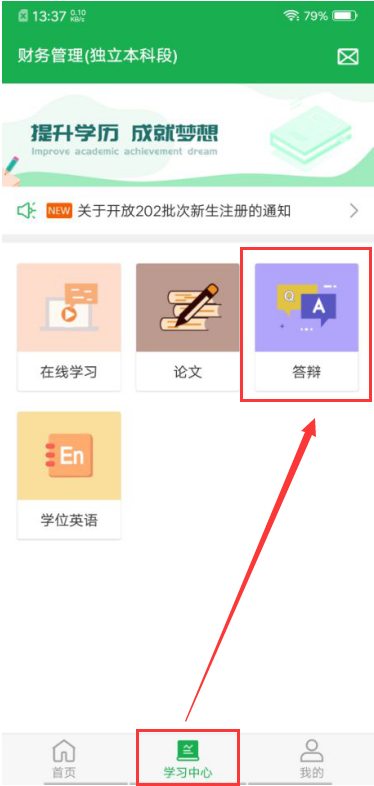 13:37 0.10 KB/s 79%
财务管理(独立本科段)
提升学历 成就梦想
Improve academic achievement dream
NEW 关于开放202批次新生注册的通知
Q A
在线学习 论文 答辩
En
学位英语
首页 学习中心 我的